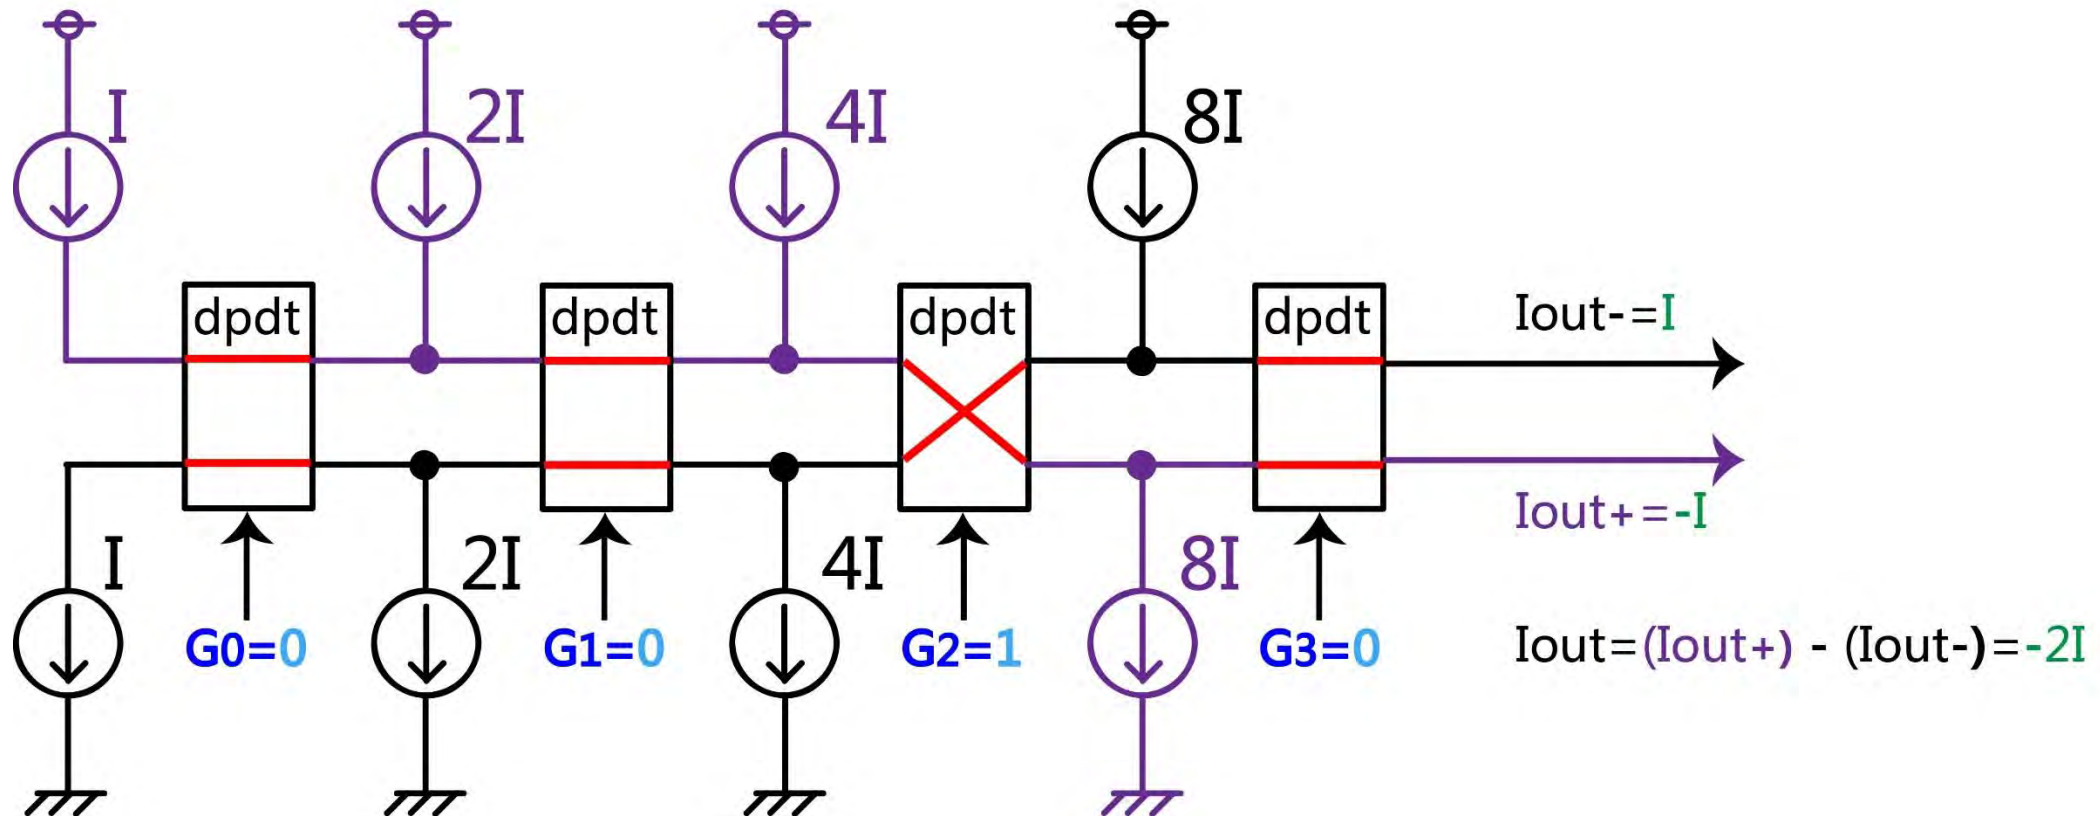 I
2I
4I
8I
dpdt
dpdt
dpdt
dpdt
Iout-=I
Iout+=-I
I
2I
4I
8I
G0=0
G1=0
G2=1
G3=0
Iout=(Iout+) - (Iout-)=-2I